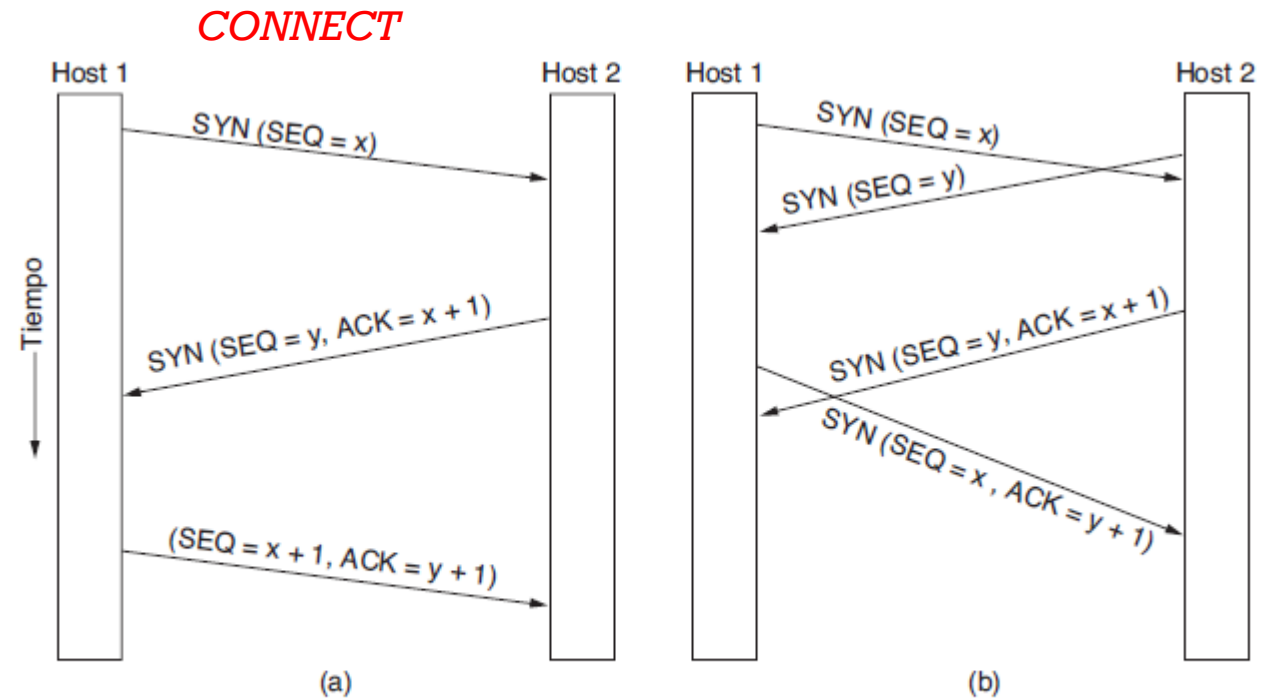 CONNECT
Host 1
Host 2
SYN (SEQ = x)
SYN (SEQ = y, ACK = x + 1)
(SEQ = x + 1, ACK = y + 1)
Tiempo
(a)
Host 1
Host 2
SYN (SEQ = x)
SYN (SEQ = y)
SYN (SEQ = y, ACK = x + 1)
SYN (SEQ = x , ACK = y + 1)
(b)